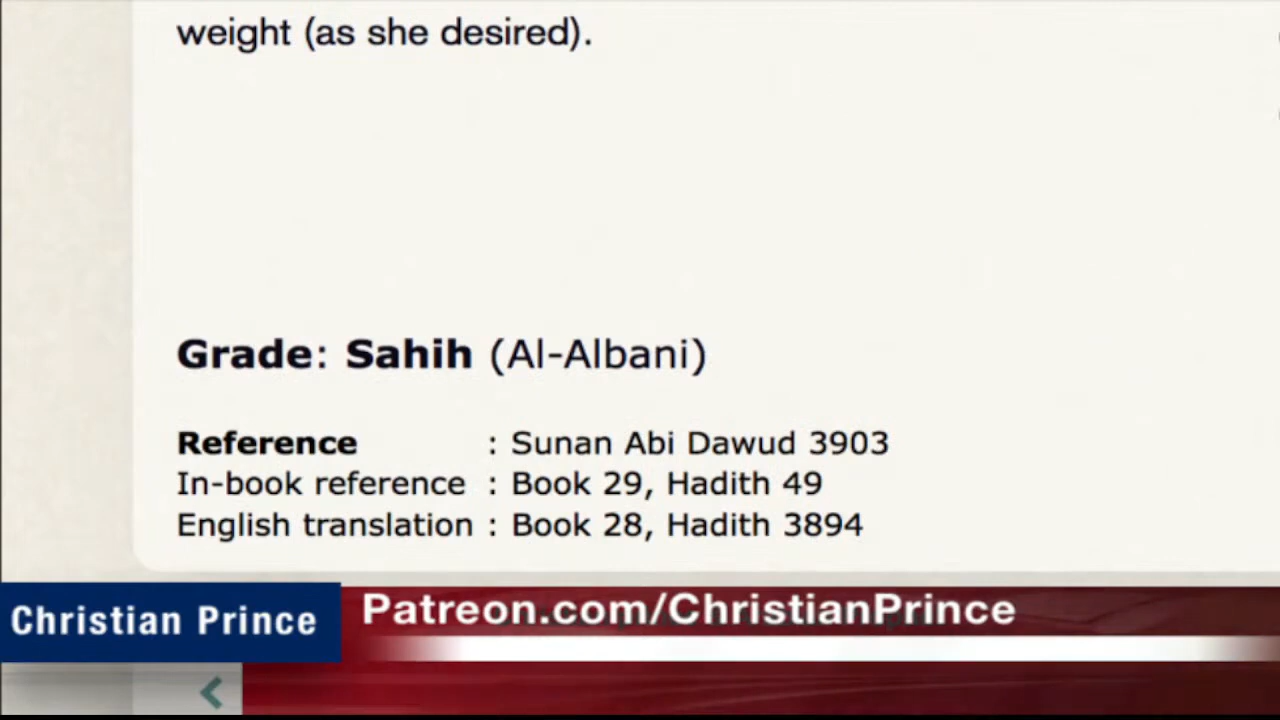 weight (as she desired).
Grade: Sahih (Al-Albani)
Reference : Sunan Abi Dawud 3903
In-book reference : Book 29, Hadith 49
English translation : Book 28, Hadith 3894
Christian Prince
Patreon.com/ChristianPrince